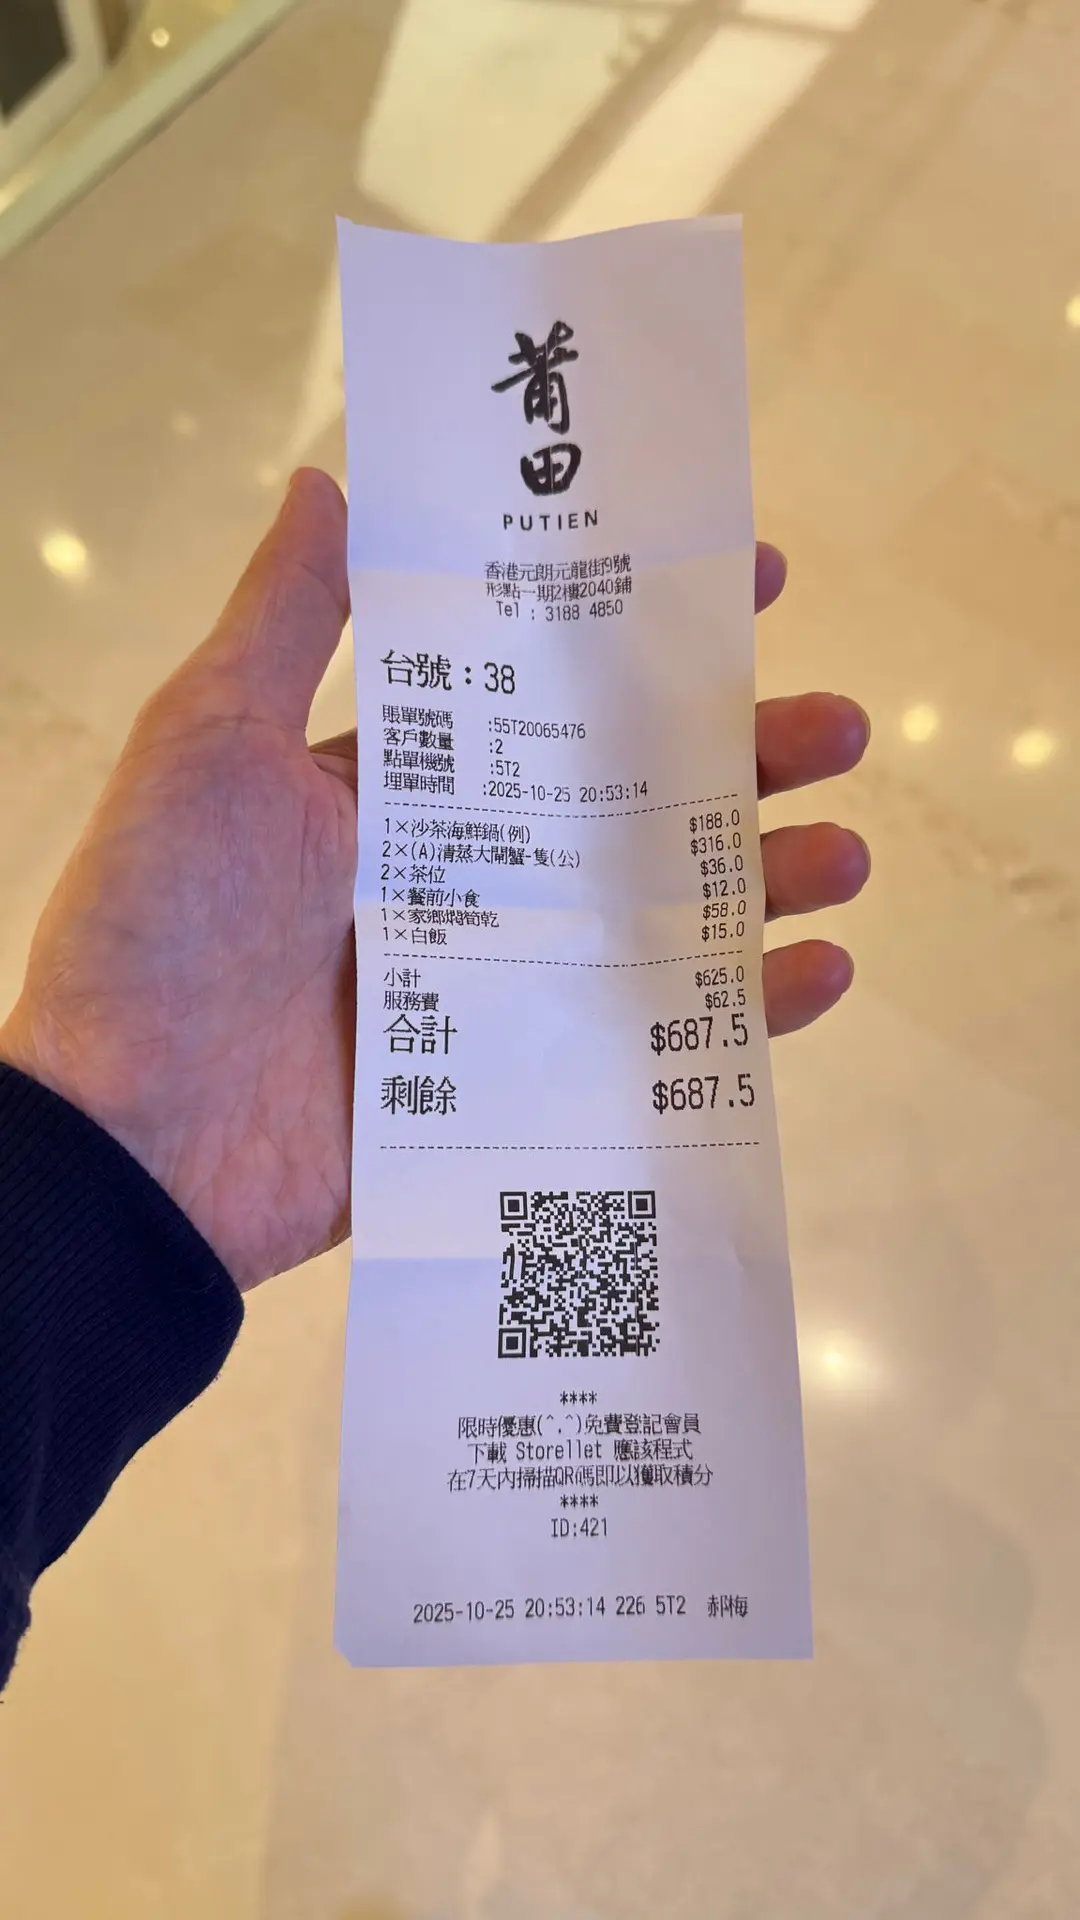 莆田
PUTIEN
香港元朗元龍街9號
形點一期2樓2040鋪
Tel : 3188 4850
台號：38
賬單號碼 :55T20065476
客戶數量 :2
點單機號 :5T2
埋單時間 :2025-10-25 20:53:14
1×沙茶海鮮鍋(例) $188.0
2×(A)清蒸大閘蟹-隻(公) $316.0
2×茶位 $36.0
1×餐前小食 $12.0
1×家鄉燜筍乾 $58.0
1×白飯 $15.0
小計 $625.0
服務費 $62.5
合計 $687.5
剩餘 $687.5
****
限時優惠(^.^)免費登記會員
下載 Storellet 應該程式
在7天內掃描QR碼即以獲取積分
****
ID:421
2025-10-25 20:53:14 226 5T2 郝梅